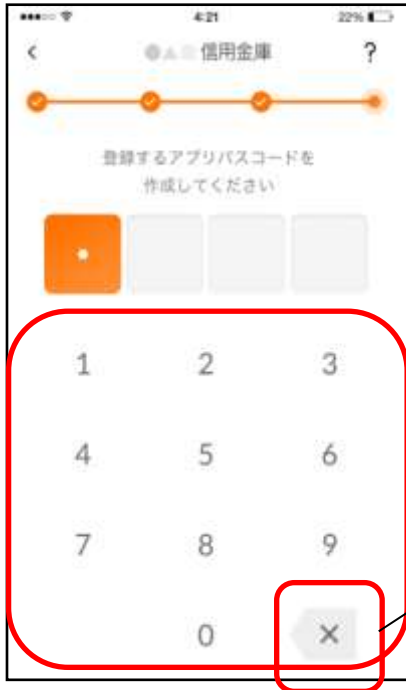 4:21 22%
< ●▲■信用金庫 ?
登録するアプリパスコードを
作成してください
1 2 3
4 5 6
7 8 9
0 ×